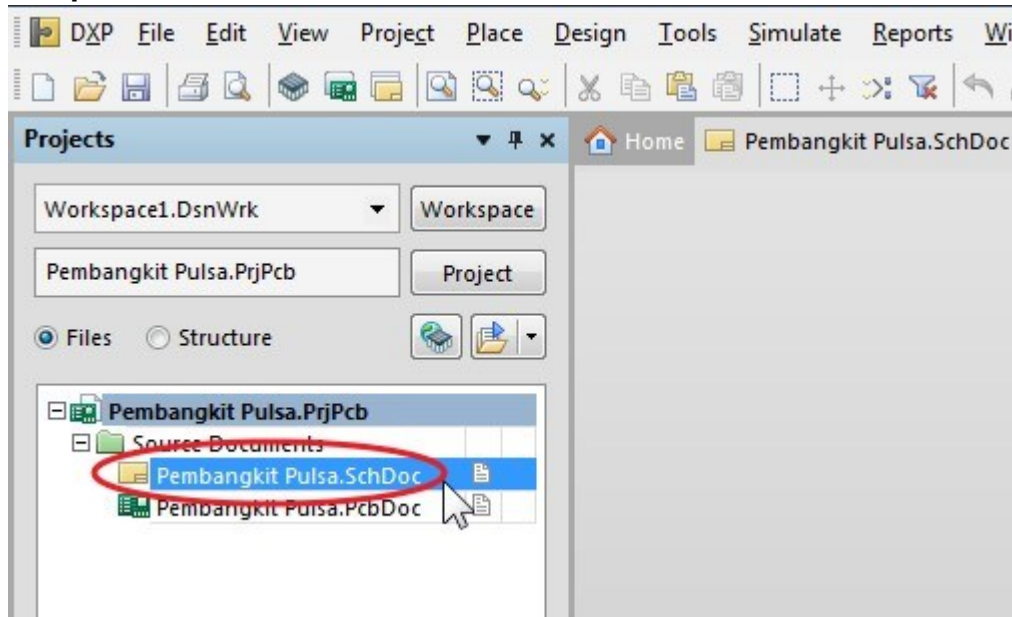 DXP File Edit View Project Place Design Tools Simulate Reports
Projects
Home Pembangkit Pulsa.SchDoc
Workspace1.DsnWrk Workspace
Pembangkit Pulsa.PrjPcb Project
Files Structure
Pembangkit Pulsa.PrjPcb
Source Documents
Pembangkit Pulsa.SchDoc
Pembangkit Pulsa.PcbDoc